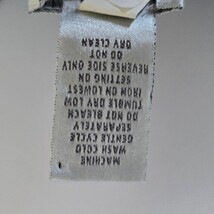 MACHINE
WASH COLD
GENTLE CYCLE
SEPARATELY
DO NOT BLEACH
TUMBLE DRY LOW
IRON ON LOWEST
SETTING ON
REVERSE SIDE ONLY
DO NOT
DRY CLEAN